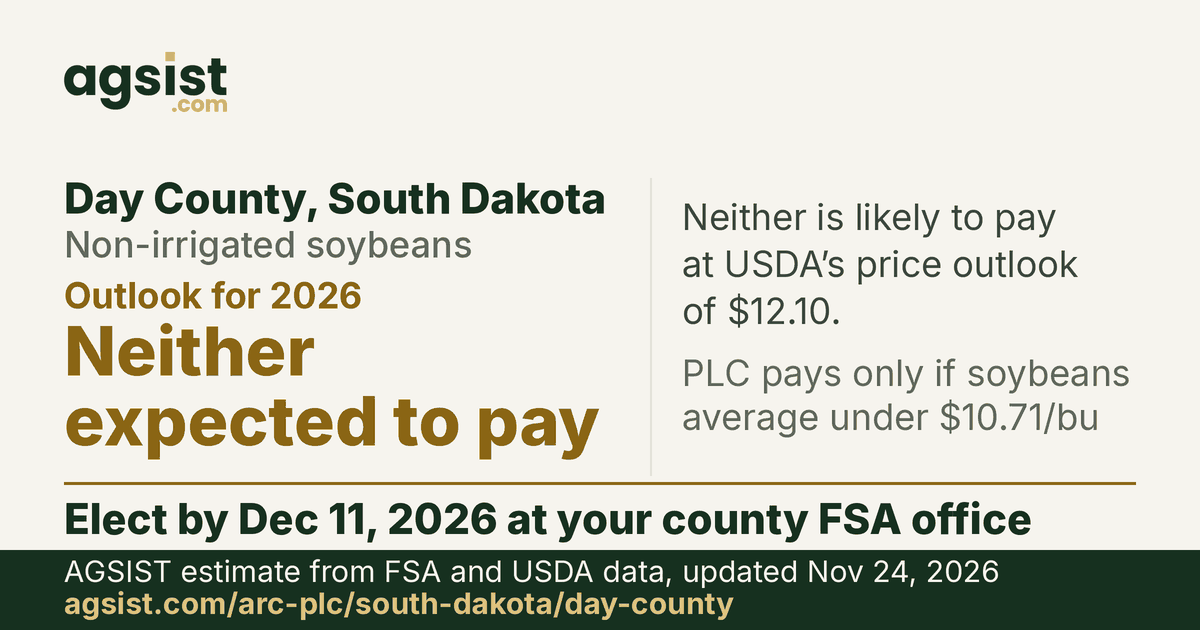 agsist
.com
Day County, South Dakota
Non-irrigated soybeans
Outlook for 2026
Neither
expected to pay
Neither is likely to pay
at USDA’s price outlook
of $12.10.
PLC pays only if soybeans
average under $10.71/bu
Elect by Dec 11, 2026 at your county FSA office
AGSIST estimate from FSA and USDA data, updated Nov 24, 2026
agsist.com/arc-plc/south-dakota/day-county